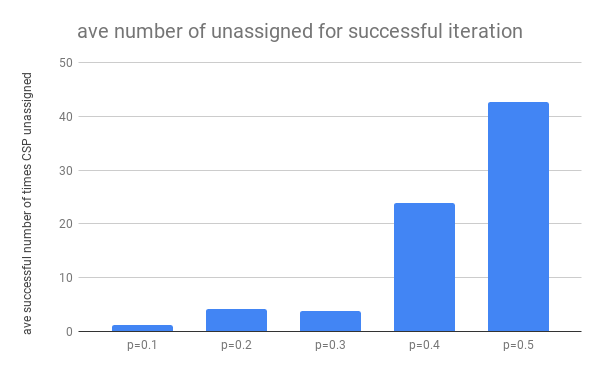 ave number of unassigned for successful iteration
ave successful number of times CSP unassigned
50
40
30
20
10
0
p=0.1 p=0.2 p=0.3 p=0.4 p=0.5